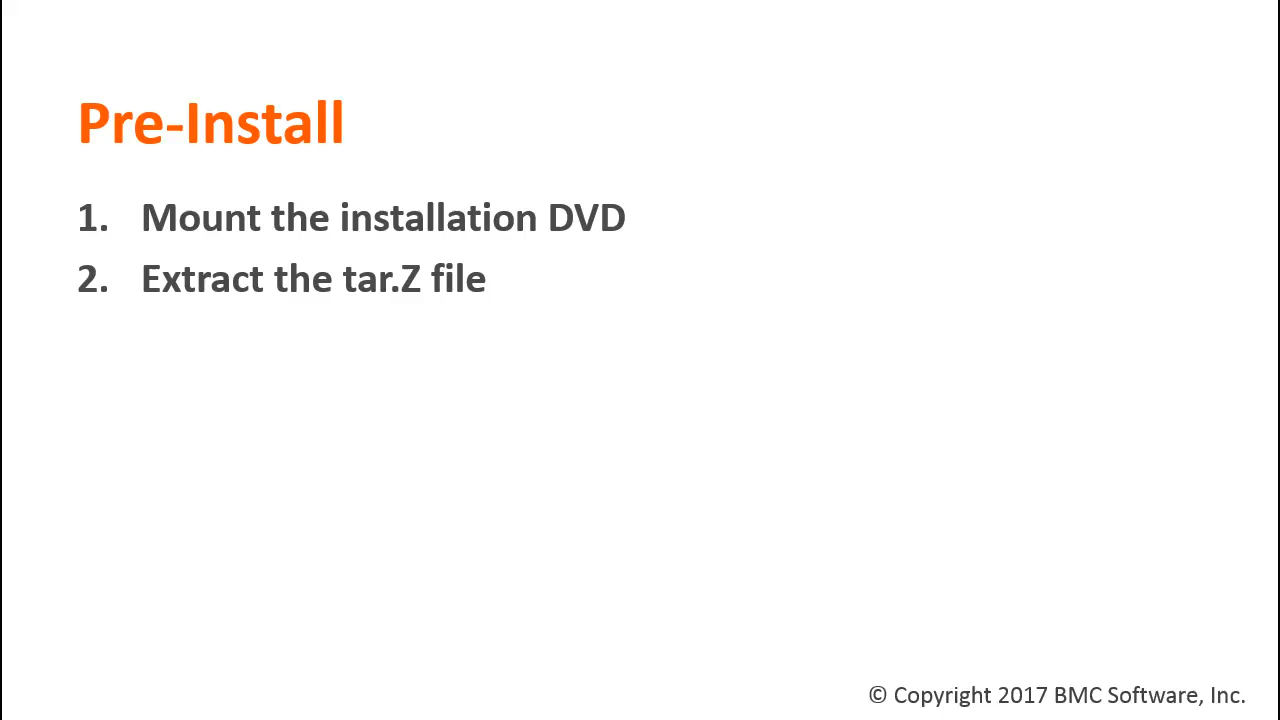 Pre-Install
1. Mount the installation DVD
2. Extract the tar.Z file
© Copyright 2017 BMC Software, Inc.